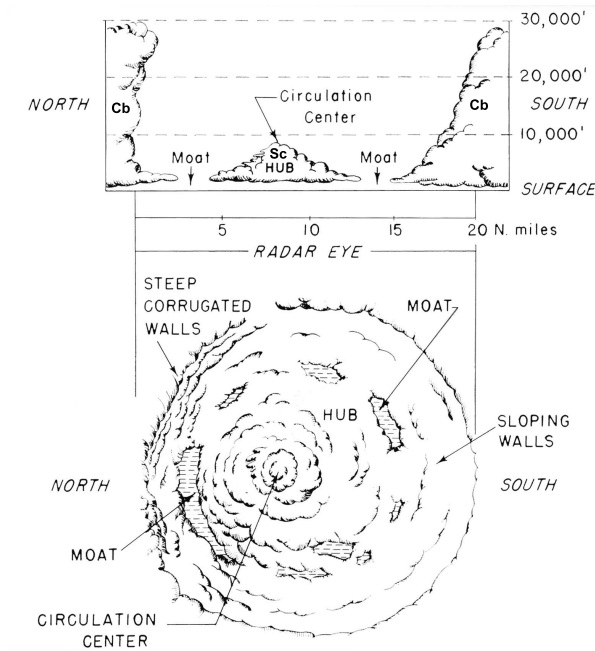 30,000'
20,000'
NORTH
Cb
Circulation
Center
Cb
SOUTH
10,000'
Moat
Sc
HUB
Moat
SURFACE
5 10 15 20 N. miles
RADAR EYE
STEEP
CORRUGATED
WALLS
MOAT
HUB
SLOPING
WALLS
NORTH
SOUTH
MOAT
CIRCULATION
CENTER